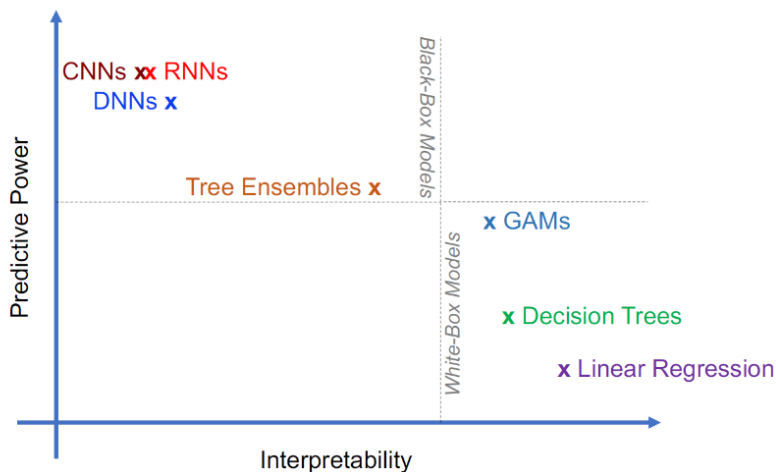 Black-Box Models
CNNs xx RNNs
DNNs x
Predictive Power
Tree Ensembles x
x GAMs
White-Box Models
x Decision Trees
x Linear Regression
Interpretability